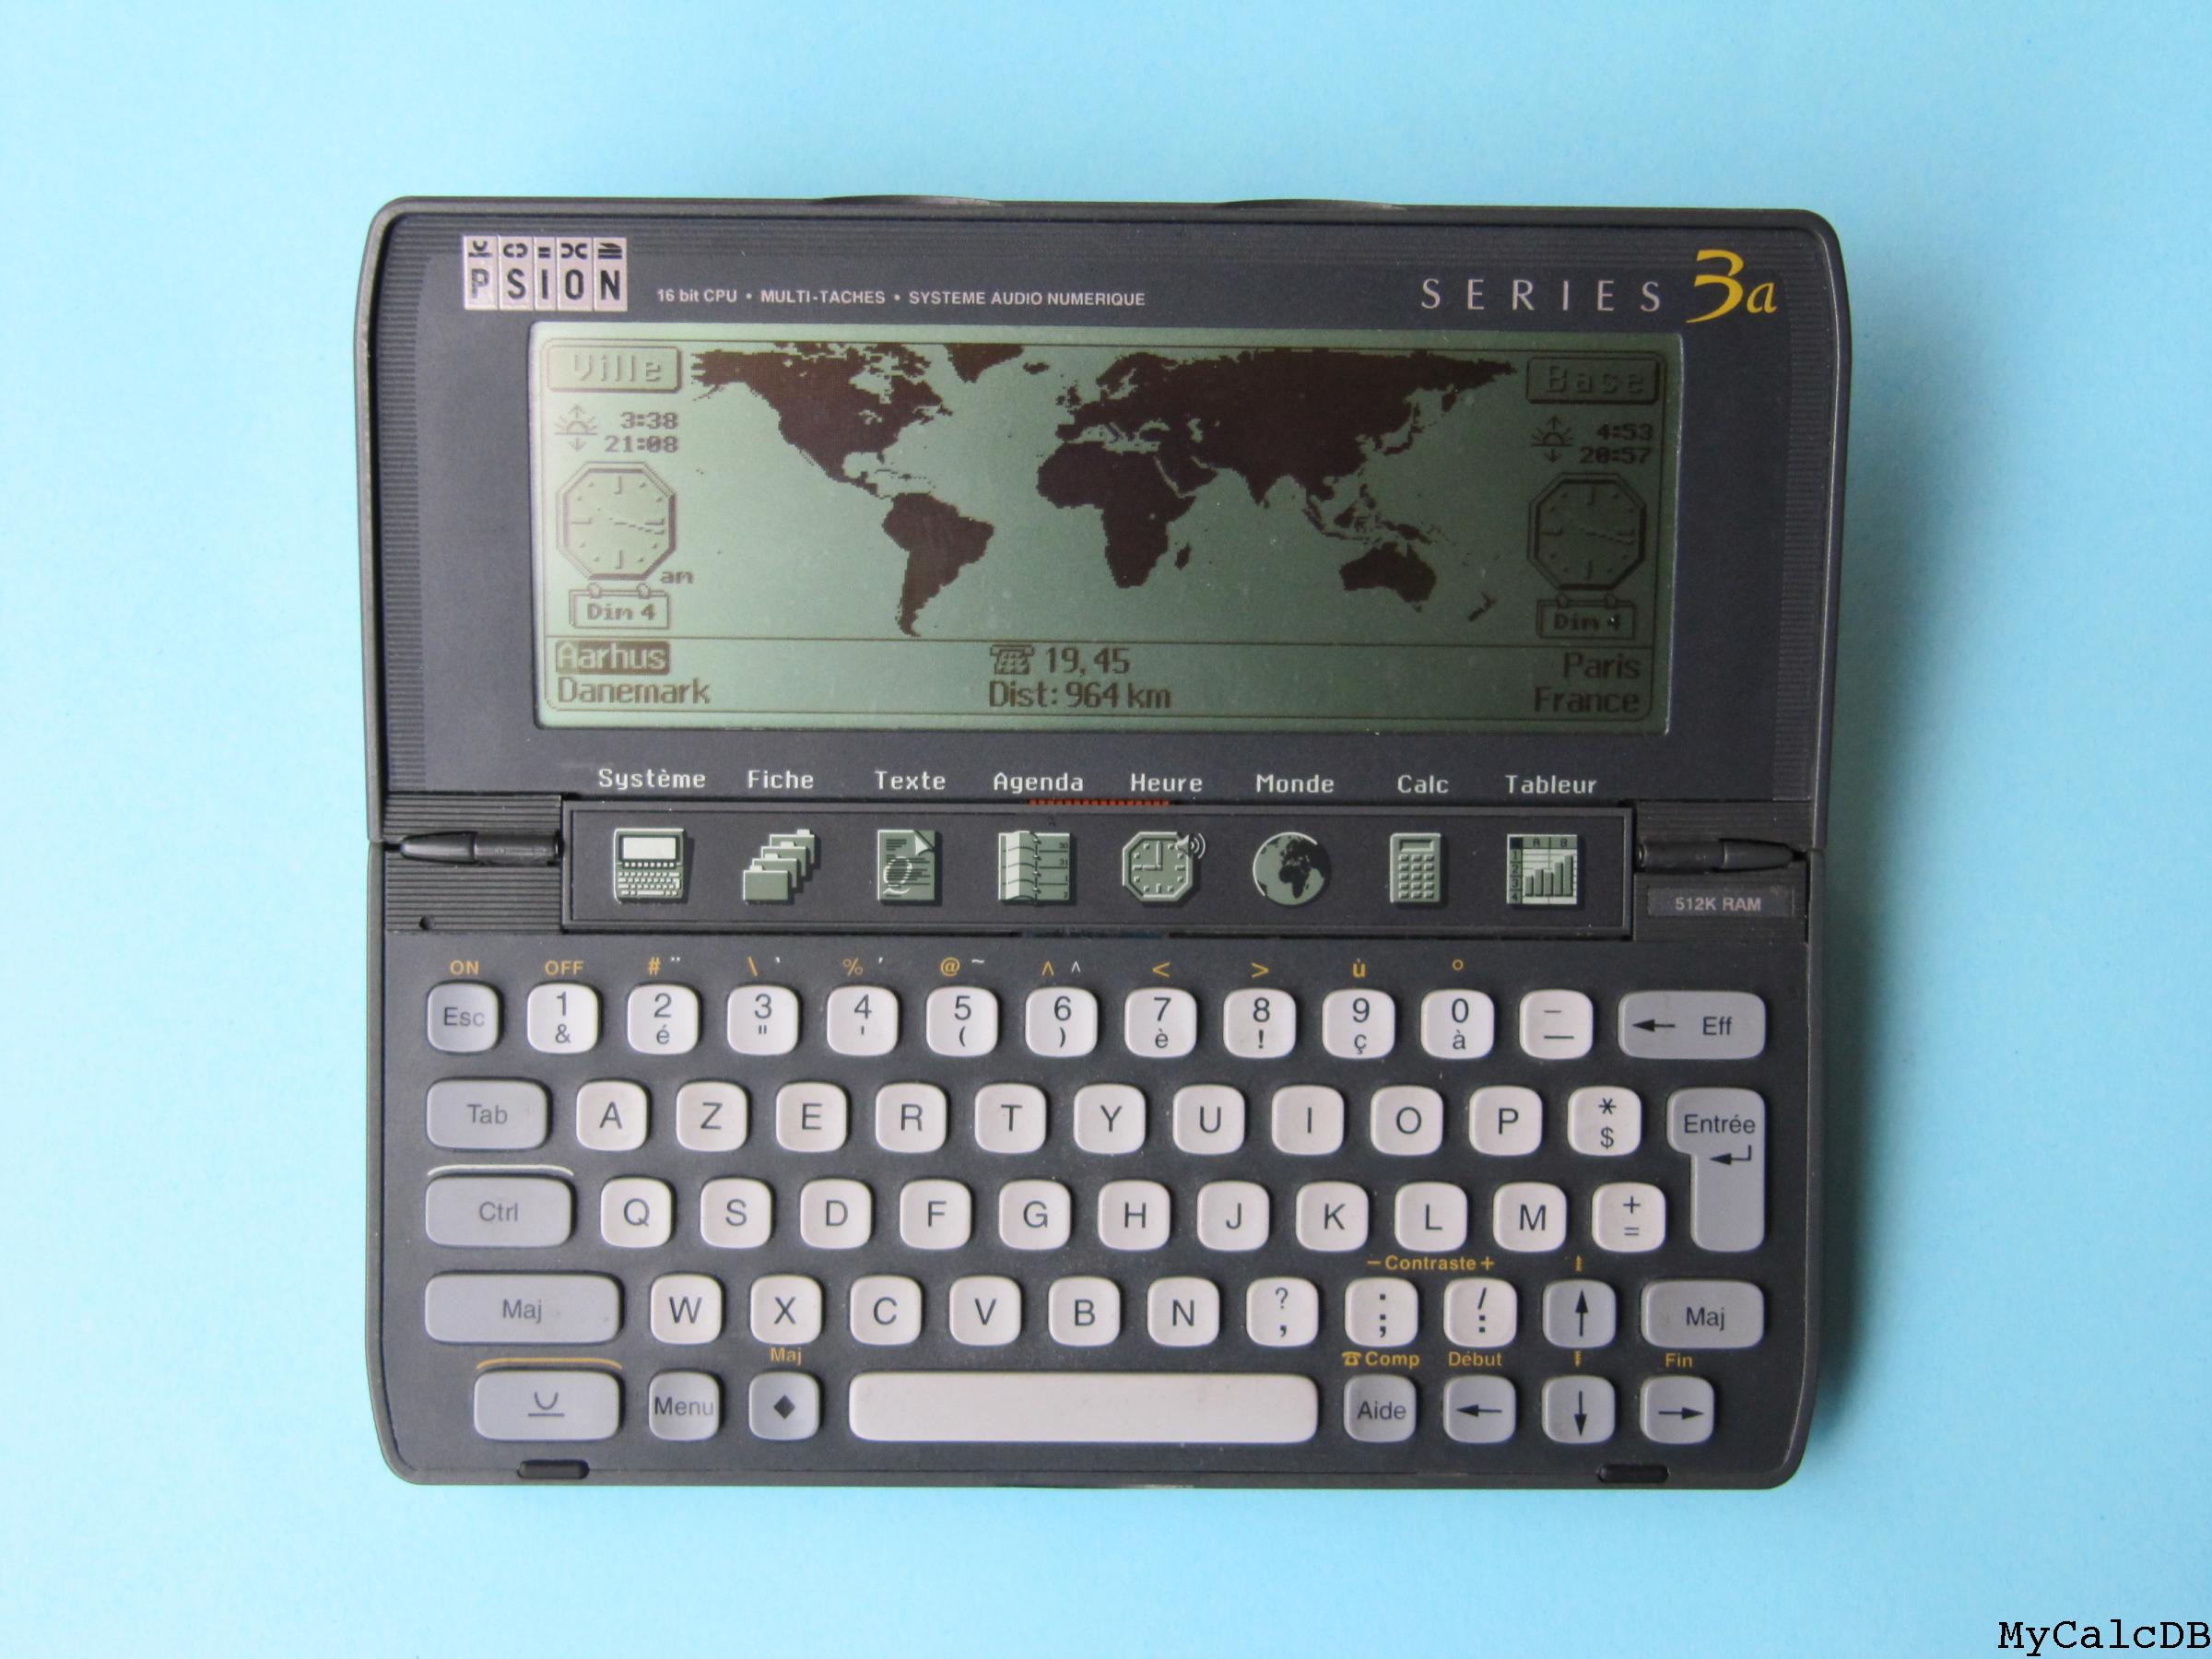 PSION
16 bit CPU • MULTI-TACHES • SYSTEME AUDIO NUMERIQUE
SERIES 3a
Ville
Base
3:38
21:08
4:53
20:57
am
Dim 4
Dim 4
Aarhus
19, 45
Paris
Danemark
Dist: 964 km
France
Système Fiche Texte Agenda Heure Monde Calc Tableur
A B
512K RAM
ON OFF # ¨ \ ` % ´ @ ~ ^ ^ < > ù °
Esc 1 & 2 é 3 " 4 ' 5 ( 6 ) 7 è 8 ! 9 ç 0 à – — ← Eff
Tab A Z E R T Y U I O P * $ Entrée ↵
Ctrl Q S D F G H J K L M + =
– Contraste +
Maj W X C V B N ? , . ; / : ↑ Maj
Maj ☎ Comp Début Fin
Menu ◆ Aide ← ↓ →
MyCalcDB